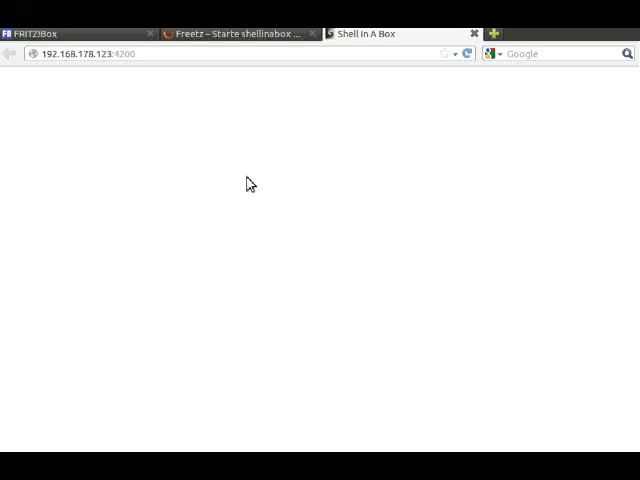 FRITZ!Box
Freetz – Starte shellinabox ...
Shell In A Box
192.168.178.123:4200
Google